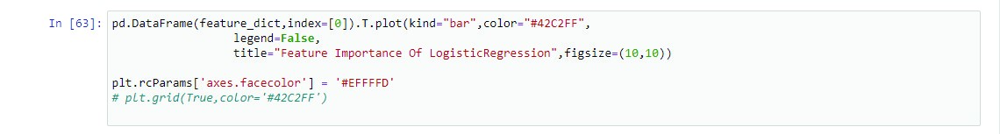 In [63]: pd.DataFrame(feature_dict,index=[0]).T.plot(kind="bar",color="#42C2FF",
legend=False,
title="Feature Importance Of LogisticRegression",figsize=(10,10))
plt.rcParams['axes.facecolor'] = '#EFFFFD'
# plt.grid(True,color='#42C2FF')